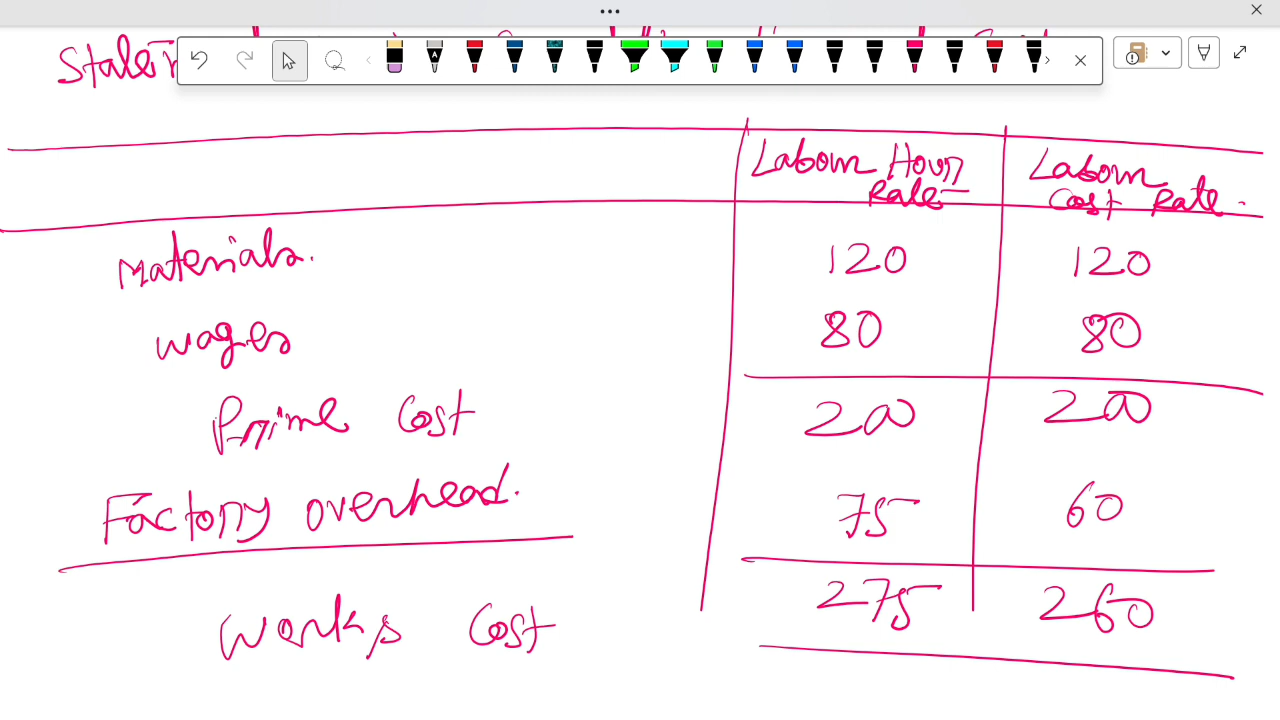 Labour Hour Rate
Labour Cost Rate.
Materials. 120 120
Wages 80 80
Prime Cost 200 200
Factory overhead. 75 60
Works Cost 275 260